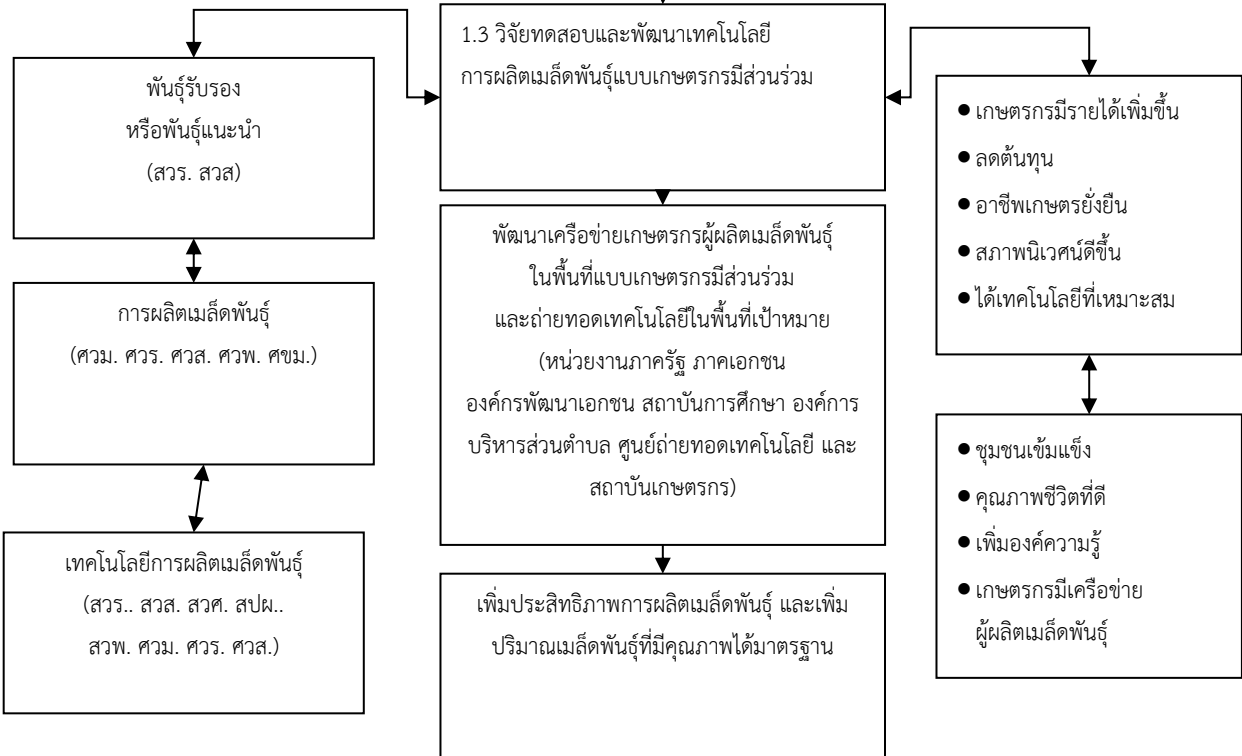 1.3 วิจัยทดสอบและพัฒนาเทคโนโลยี
การผลิตเมล็ดพันธุ์แบบเกษตรกรมีส่วนร่วม
พันธุ์รับรอง
หรือพันธุ์แนะนำ
(สวร. สวส)
การผลิตเมล็ดพันธุ์
(ศวม. ศวร. ศวส. ศวพ. ศขม.)
เทคโนโลยีการผลิตเมล็ดพันธุ์
(สวร.. สวส. สวศ. สปผ..
สวพ. ศวม. ศวร. ศวส.)
พัฒนาเครือข่ายเกษตรกรผู้ผลิตเมล็ดพันธุ์
ในพื้นที่แบบเกษตรกรมีส่วนร่วม
และถ่ายทอดเทคโนโลยีในพื้นที่เป้าหมาย
(หน่วยงานภาครัฐ ภาคเอกชน
องค์กรพัฒนาเอกชน สถาบันการศึกษา องค์การ
บริหารส่วนตำบล ศูนย์ถ่ายทอดเทคโนโลยี และ
สถาบันเกษตรกร)
เพิ่มประสิทธิภาพการผลิตเมล็ดพันธุ์ และเพิ่ม
ปริมาณเมล็ดพันธุ์ที่มีคุณภาพได้มาตรฐาน
● เกษตรกรมีรายได้เพิ่มขึ้น
● ลดต้นทุน
● อาชีพเกษตรยั่งยืน
● สภาพนิเวศน์ดีขึ้น
● ได้เทคโนโลยีที่เหมาะสม
● ชุมชนเข้มแข็ง
● คุณภาพชีวิตที่ดี
● เพิ่มองค์ความรู้
● เกษตรกรมีเครือข่าย
ผู้ผลิตเมล็ดพันธุ์